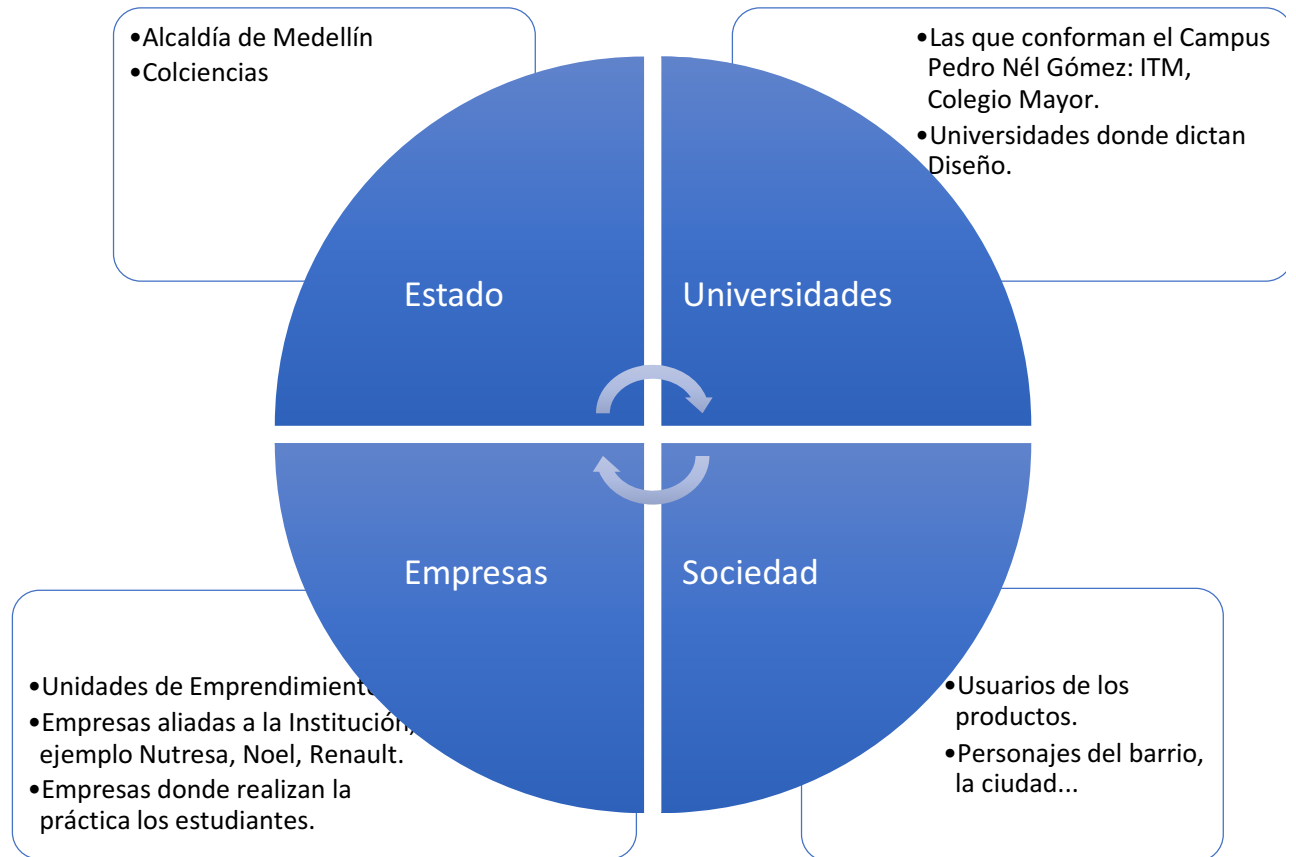 •Alcaldía de Medellín
•Colciencias
•Las que conforman el Campus
Pedro Nél Gómez: ITM,
Colegio Mayor.
•Universidades donde dictan
Diseño.
Estado
Universidades
Empresas
Sociedad
•Unidades de Emprendimiento
•Empresas aliadas a la Institución,
ejemplo Nutresa, Noel, Renault.
•Empresas donde realizan la
práctica los estudiantes.
•Usuarios de los
productos.
•Personajes del barrio,
la ciudad...